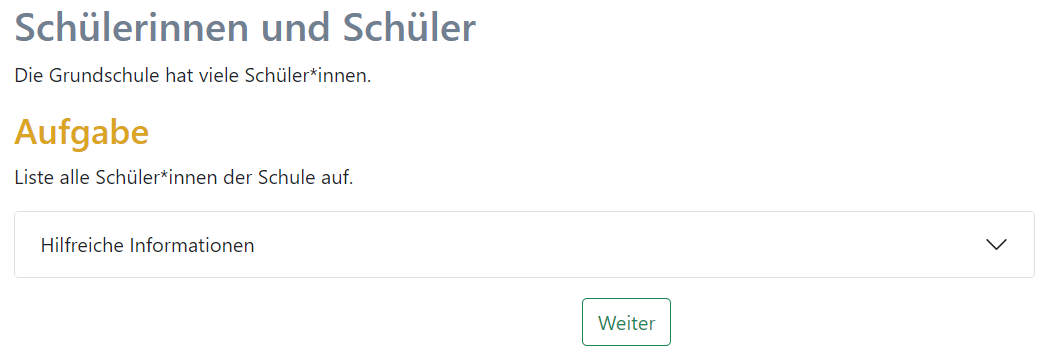 Schülerinnen und Schüler
Die Grundschule hat viele Schüler*innen.
Aufgabe
Liste alle Schüler*innen der Schule auf.
Hilfreiche Informationen
Weiter